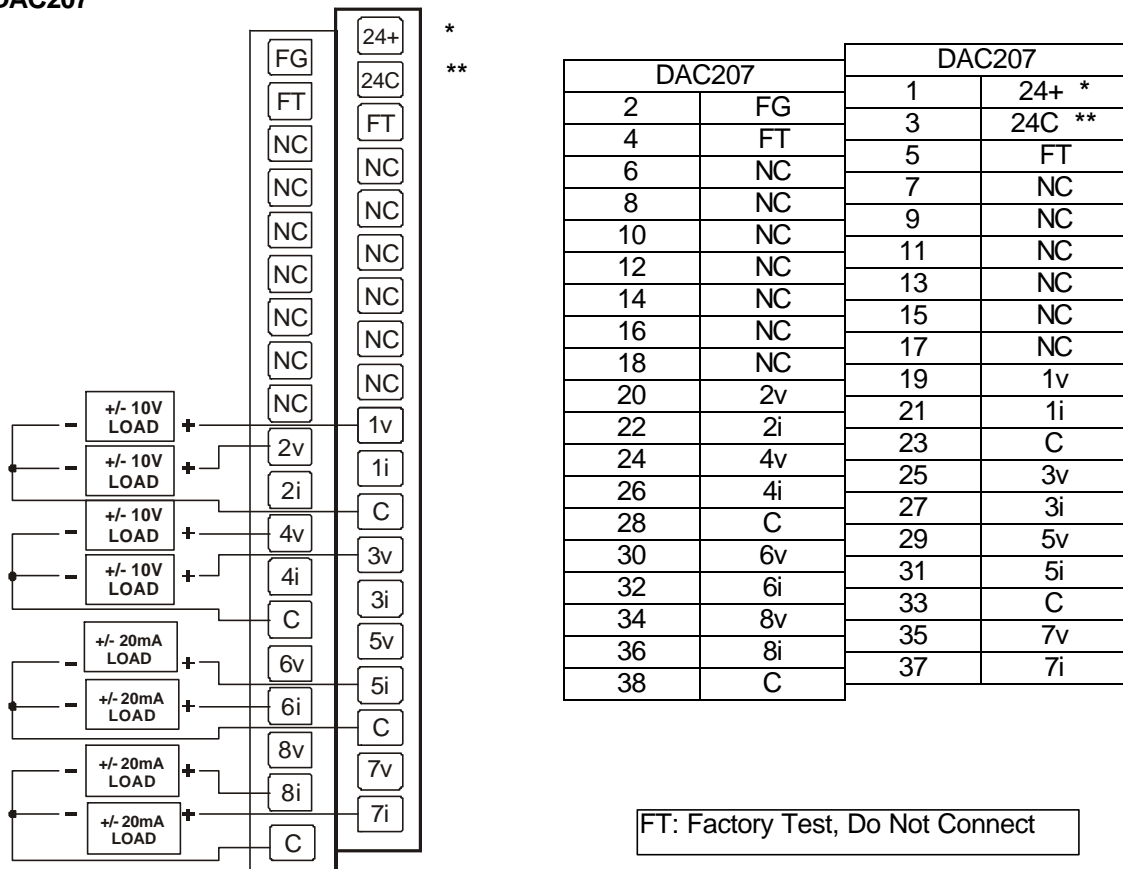 DAC207
24+ *
24C **
FT
NC
NC
NC
NC
NC
NC
1v
1i
C
3v
3i
5v
5i
C
7v
7i
FG
FT
NC
NC
NC
NC
NC
NC
NC
2v
2i
4v
4i
C
6v
6i
8v
8i
C
- +/- 10V
LOAD +
- +/- 10V
LOAD +
- +/- 10V
LOAD +
- +/- 10V
LOAD +
- +/- 20mA
LOAD +
- +/- 20mA
LOAD +
- +/- 20mA
LOAD +
- +/- 20mA
LOAD +
DAC207
2 FG
4 FT
6 NC
8 NC
10 NC
12 NC
14 NC
16 NC
18 NC
20 2v
22 2i
24 4v
26 4i
28 C
30 6v
32 6i
34 8v
36 8i
38 C
DAC207
1 24+ *
3 24C **
5 FT
7 NC
9 NC
11 NC
13 NC
15 NC
17 NC
19 1v
21 1i
23 C
25 3v
27 3i
29 5v
31 5i
33 C
35 7v
37 7i
FT: Factory Test, Do Not Connect